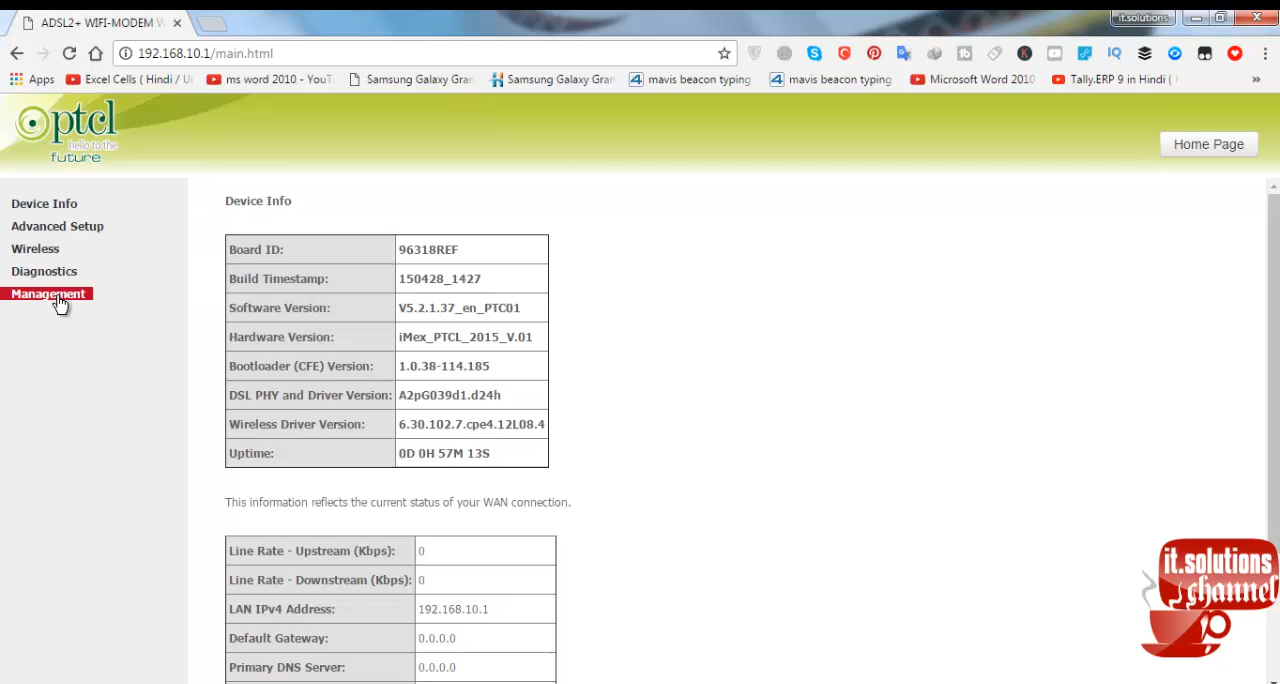 ADSL2+ WIFI-MODEM
it.solutions
192.168.10.1/main.html
Apps
Excel Cells ( Hindi / U
ms word 2010 - YouT
Samsung Galaxy Gran
Samsung Galaxy Gran
mavis beacon typing
mavis beacon typing
Microsoft Word 2010
Tally.ERP 9 in Hindi (
»
ptcl
hello to the
future
Home Page
Device Info
Advanced Setup
Wireless
Diagnostics
Management
Device Info
Board ID: 96318REF
Build Timestamp: 150428_1427
Software Version: V5.2.1.37_en_PTC01
Hardware Version: iMex_PTCL_2015_V.01
Bootloader (CFE) Version: 1.0.38-114.185
DSL PHY and Driver Version: A2pG039d1.d24h
Wireless Driver Version: 6.30.102.7.cpe4.12L08.4
Uptime: 0D 0H 57M 13S
This information reflects the current status of your WAN connection.
Line Rate - Upstream (Kbps): 0
Line Rate - Downstream (Kbps): 0
LAN IPv4 Address: 192.168.10.1
Default Gateway: 0.0.0.0
Primary DNS Server: 0.0.0.0
it.solutions
channel